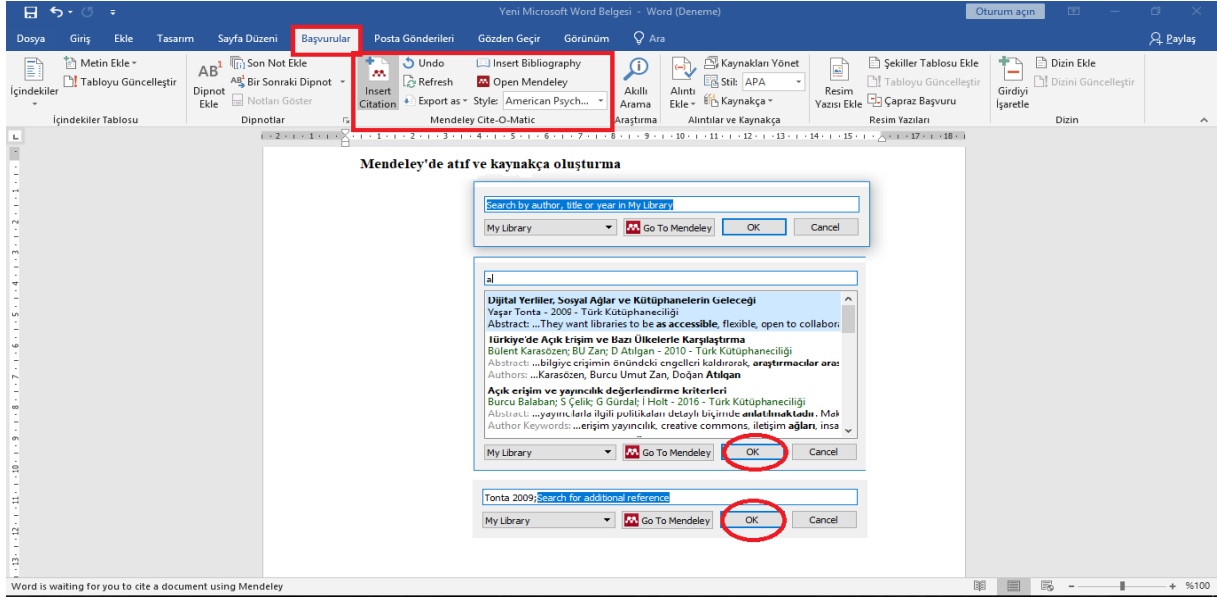 Yeni Microsoft Word Belgesi - Word (Deneme)
Oturum açın
Dosya Giriş Ekle Tasarım Sayfa Düzeni Başvurular Posta Gönderileri Gözden Geçir Görünüm Ara Paylaş
İçindekiler
Metin Ekle
Tabloyu Güncelleştir
İçindekiler Tablosu
AB1
Dipnot Ekle
Son Not Ekle
Bir Sonraki Dipnot
Notları Göster
Dipnotlar
Insert Citation
Undo
Refresh
Export as
Insert Bibliography
Open Mendeley
Style: American Psych...
Mendeley Cite-O-Matic
Akıllı Arama
Araştırma
Alıntı Ekle
Kaynakları Yönet
Stil: APA
Kaynakça
Alıntılar ve Kaynakça
Resim Yazısı Ekle
Şekiller Tablosu Ekle
Tabloyu Güncelleştir
Çapraz Başvuru
Resim Yazıları
Girdiyi İşaretle
Dizin Ekle
Dizini Güncelleştir
Dizin
Mendeley'de atıf ve kaynakça oluşturma
Search by author, title or year in My Library
My Library Go To Mendeley OK Cancel
al
Dijital Yerliler, Sosyal Ağlar ve Kütüphanelerin Geleceği
Yaşar Tonta - 2009 - Türk Kütüphaneciliği
Abstract: ...They want libraries to be as accessible, flexible, open to collabora
Türkiye'de Açık Erişim ve Bazı Ülkelerle Karşılaştırma
Bülent Karasözen; BU Zan; D Atılgan - 2010 - Türk Kütüphaneciliği
Abstract: ...bilgiye erişimin önündeki engelleri kaldırarak, araştırmacılar aras
Authors: ...Karasözen, Burcu Umut Zan, Doğan Atılgan
Açık erişim ve yayıncılık değerlendirme kriterleri
Burcu Balaban; S Çelik; G Gürdal; İ Holt - 2016 - Türk Kütüphaneciliği
Abstract: ...yayıncılarla ilgili politikaları detaylı biçimde anlatılmaktadır. Mak
Author Keywords: ...erişim yayıncılık, creative commons, iletişim ağları, insa
My Library Go To Mendeley OK Cancel
Tonta 2009;Search for additional reference
My Library Go To Mendeley OK Cancel
Word is waiting for you to cite a document using Mendeley
%100